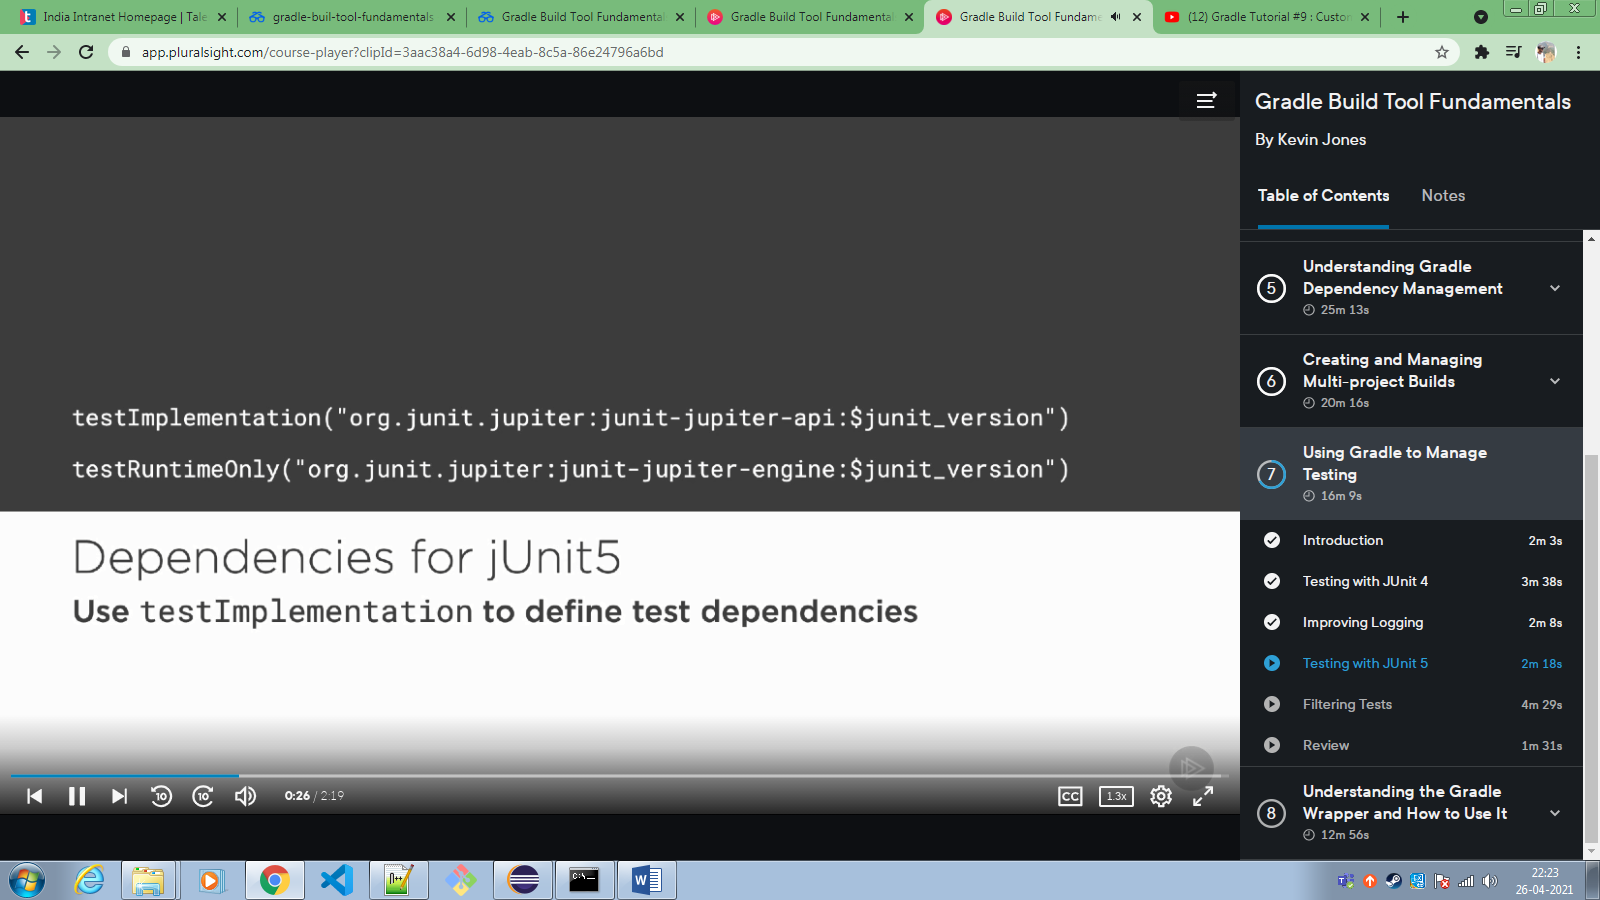 India Intranet Homepage | Tale
gradle-buil-tool-fundamentals
Gradle Build Tool Fundamental
Gradle Build Tool Fundamental
Gradle Build Tool Fundame
(12) Gradle Tutorial #9 : Custon
app.pluralsight.com/course-player?clipId=3aac38a4-6d98-4eab-8c5a-86e24796a6bd
testImplementation("org.junit.jupiter:junit-jupiter-api:$junit_version")
testRuntimeOnly("org.junit.jupiter:junit-jupiter-engine:$junit_version")
Dependencies for jUnit5
Use testImplementation to define test dependencies
10
10
0:26 / 2:19
CC
1.3x
Gradle Build Tool Fundamentals
By Kevin Jones
Table of Contents
Notes
5
Understanding Gradle
Dependency Management
25m 13s
6
Creating and Managing
Multi-project Builds
20m 16s
7
Using Gradle to Manage
Testing
16m 9s
Introduction 2m 3s
Testing with JUnit 4 3m 38s
Improving Logging 2m 8s
Testing with JUnit 5 2m 18s
Filtering Tests 4m 29s
Review 1m 31s
8
Understanding the Gradle
Wrapper and How to Use It
12m 56s
22:23
26-04-2021